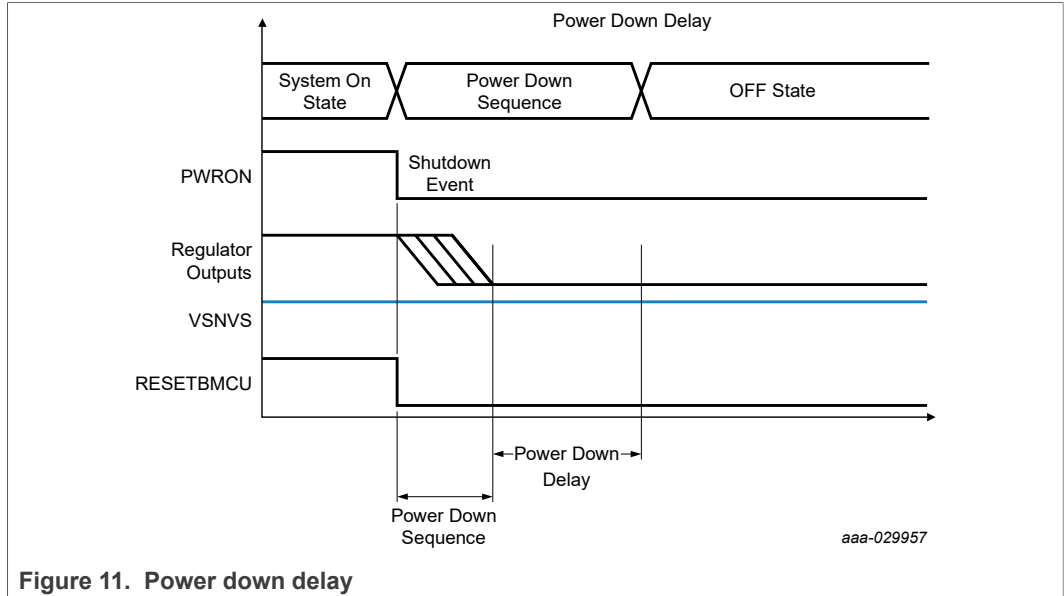 Power Down Delay
System On
State
Power Down
Sequence
OFF State
PWRON
Shutdown
Event
Regulator
Outputs
VSNVS
RESETBMCU
Power Down
Delay
Power Down
Sequence
aaa-029957
Figure 11. Power down delay